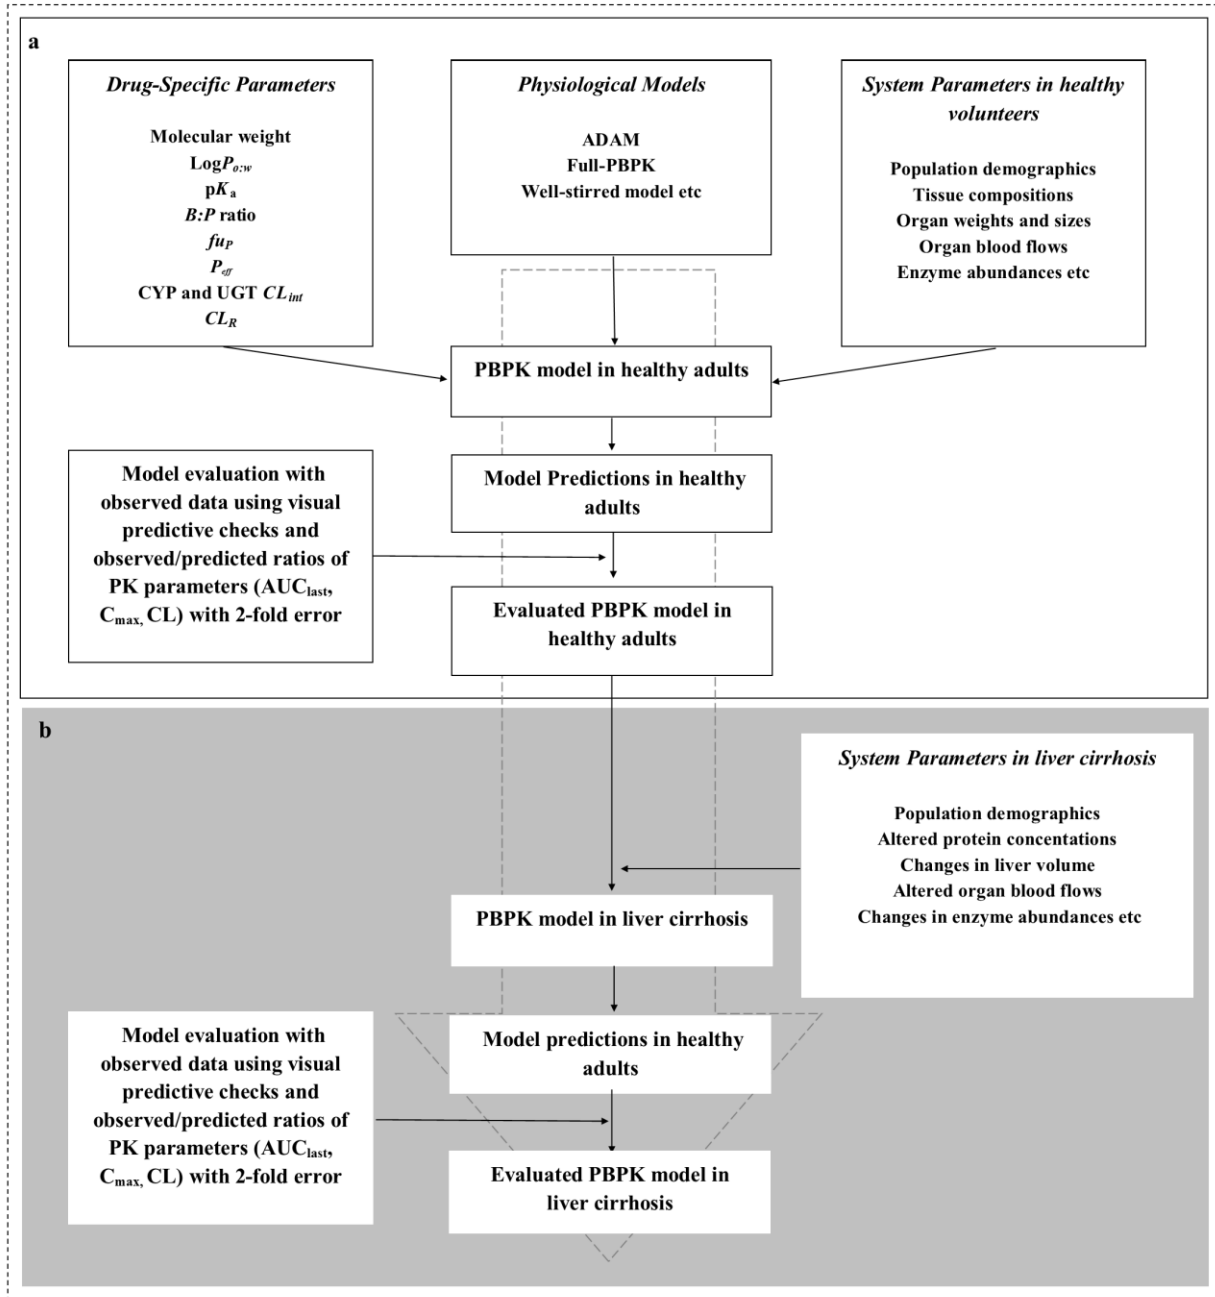 a
Drug-Specific Parameters
Molecular weight
LogPo:w
pKa
B:P ratio
fuP
Peff
CYP and UGT CLint
CLR
Physiological Models
ADAM
Full-PBPK
Well-stirred model etc
System Parameters in healthy
volunteers
Population demographics
Tissue compositions
Organ weights and sizes
Organ blood flows
Enzyme abundances etc
PBPK model in healthy adults
Model Predictions in healthy
adults
Model evaluation with
observed data using visual
predictive checks and
observed/predicted ratios of
PK parameters (AUClast,
Cmax, CL) with 2-fold error
Evaluated PBPK model in
healthy adults
b
System Parameters in liver cirrhosis
Population demographics
Altered protein concentations
Changes in liver volume
Altered organ blood flows
Changes in enzyme abundances etc
PBPK model in liver cirrhosis
Model predictions in healthy
adults
Model evaluation with
observed data using visual
predictive checks and
observed/predicted ratios of
PK parameters (AUClast,
Cmax, CL) with 2-fold error
Evaluated PBPK model in
liver cirrhosis